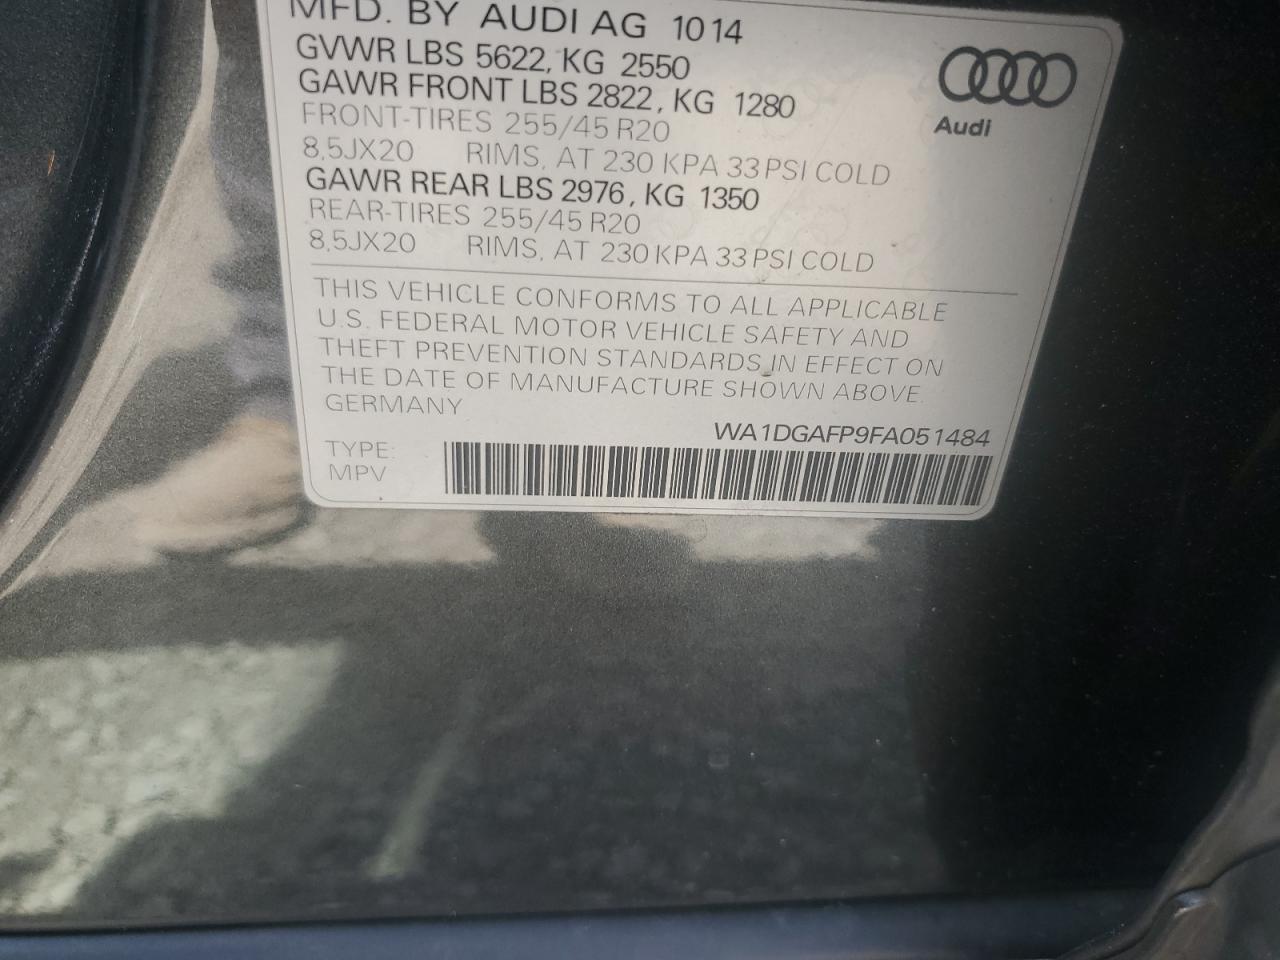 MFD. BY AUDI AG 10 14
GVWR LBS 5622, KG 2550
GAWR FRONT LBS 2822, KG 1280
FRONT-TIRES 255/45 R20
8,5JX20 RIMS, AT 230 KPA 33 PSI COLD
GAWR REAR LBS 2976, KG 1350
REAR-TIRES 255/45 R20
8,5JX20 RIMS, AT 230 KPA 33 PSI COLD
Audi
THIS VEHICLE CONFORMS TO ALL APPLICABLE
U.S. FEDERAL MOTOR VEHICLE SAFETY AND
THEFT PREVENTION STANDARDS IN EFFECT ON
THE DATE OF MANUFACTURE SHOWN ABOVE.
GERMANY
WA1DGAFP9FA051484
TYPE:
MPV